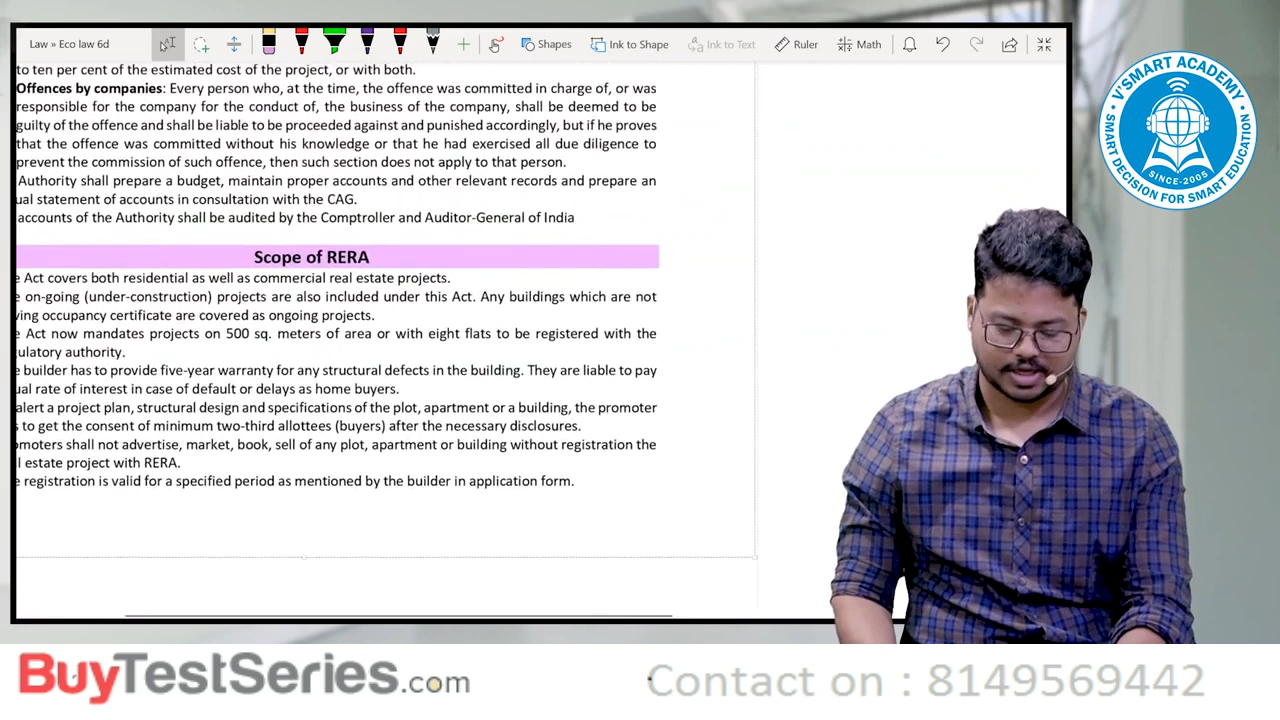 Law » Eco law 6d
Shapes
Ink to Shape
Ink to Text
Ruler
Math
to ten per cent of the estimated cost of the project, or with both.
Offences by companies: Every person who, at the time, the offence was committed in charge of, or was
responsible for the company for the conduct of, the business of the company, shall be deemed to be
guilty of the offence and shall be liable to be proceeded against and punished accordingly, but if he proves
that the offence was committed without his knowledge or that he had exercised all due diligence to
prevent the commission of such offence, then such section does not apply to that person.
Authority shall prepare a budget, maintain proper accounts and other relevant records and prepare an
ual statement of accounts in consultation with the CAG.
accounts of the Authority shall be audited by the Comptroller and Auditor-General of India
Scope of RERA
e Act covers both residential as well as commercial real estate projects.
e on-going (under-construction) projects are also included under this Act. Any buildings which are not
ving occupancy certificate are covered as ongoing projects.
e Act now mandates projects on 500 sq. meters of area or with eight flats to be registered with the
gulatory authority.
e builder has to provide five-year warranty for any structural defects in the building. They are liable to pay
ual rate of interest in case of default or delays as home buyers.
alert a project plan, structural design and specifications of the plot, apartment or a building, the promoter
s to get the consent of minimum two-third allottees (buyers) after the necessary disclosures.
omoters shall not advertise, market, book, sell of any plot, apartment or building without registration the
l estate project with RERA.
e registration is valid for a specified period as mentioned by the builder in application form.
V'SMART ACADEMY
SINCE-2005
SMART DECISION FOR SMART EDUCATION
BuyTestSeries.com
Contact on : 8149569442